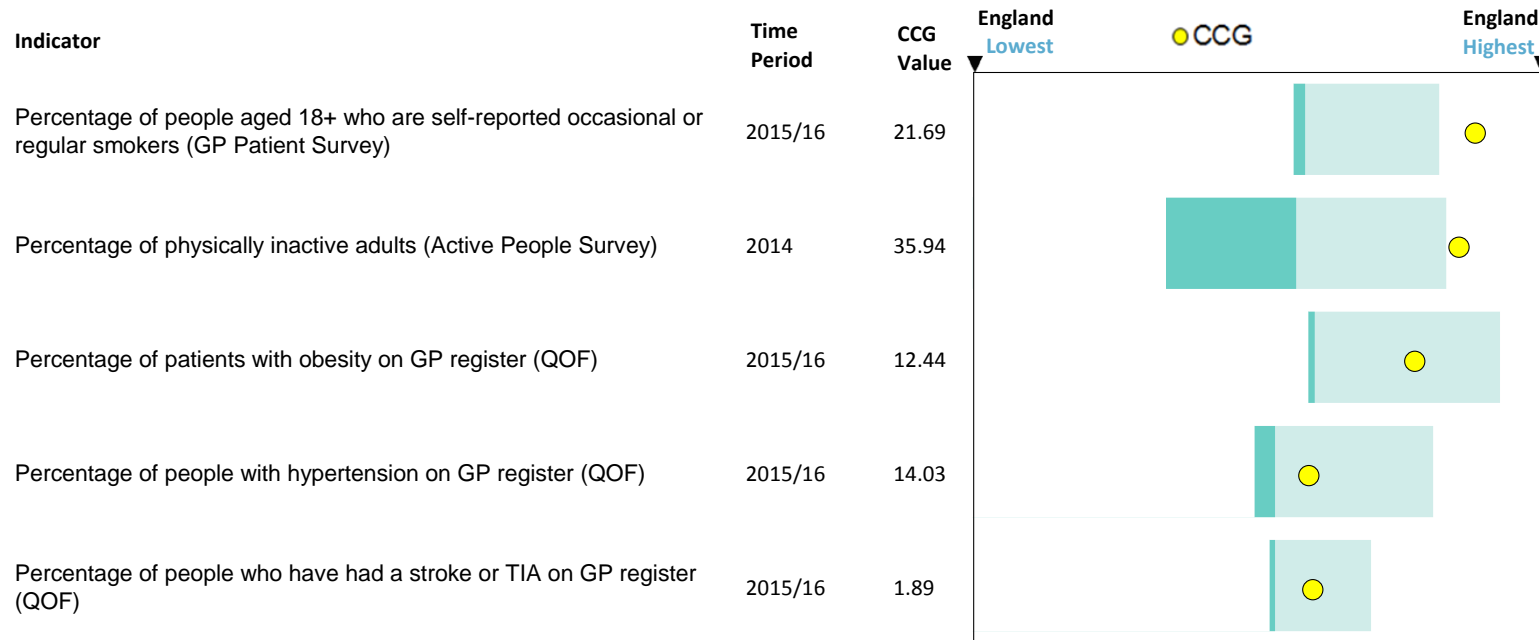 Indicator
Time
Period
CCG
Value
England
Lowest
CCG
England
Highest
Percentage of people aged 18+ who are self-reported occasional or
regular smokers (GP Patient Survey)
2015/16
21.69
Percentage of physically inactive adults (Active People Survey)
2014
35.94
Percentage of patients with obesity on GP register (QOF)
2015/16
12.44
Percentage of people with hypertension on GP register (QOF)
2015/16
14.03
Percentage of people who have had a stroke or TIA on GP register
(QOF)
2015/16
1.89